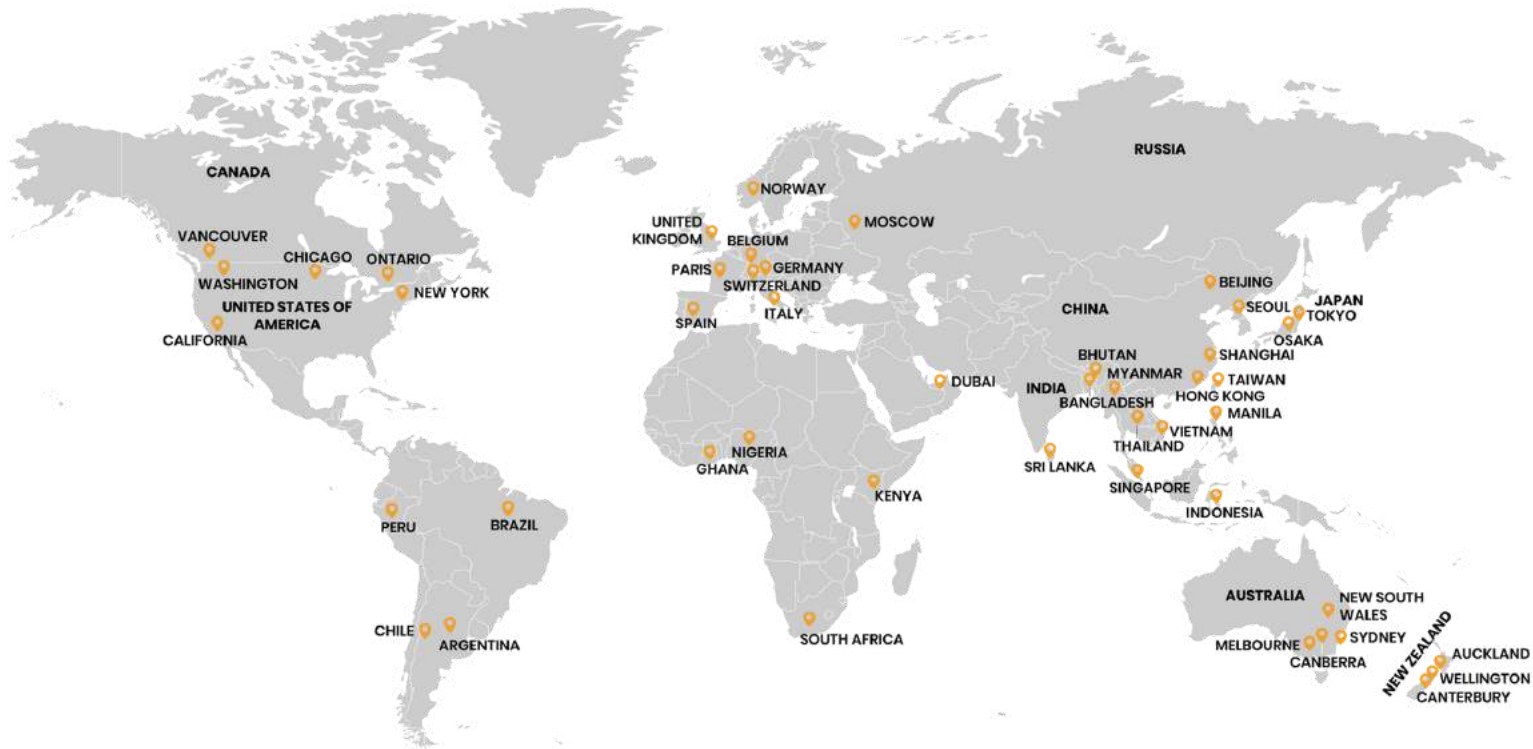 RUSSIA
CANADA
NORWAY
UNITED
KINGDOM
MOSCOW
VANCOUVER
BELGIUM
CHICAGO
ONTARIO
PARIS
GERMANY
WASHINGTON
SWITZERLAND
BEIJING
NEW YORK
UNITED STATES OF
AMERICA
ITALY
CHINA
SEOUL
JAPAN
TOKYO
SPAIN
CALIFORNIA
OSAKA
SHANGHAI
BHUTAN
MYANMAR
DUBAI
INDIA
TAIWAN
BANGLADESH
HONG KONG
MANILA
VIETNAM
THAILAND
NIGERIA
GHANA
SRI LANKA
SINGAPORE
KENYA
INDONESIA
PERU
BRAZIL
AUSTRALIA
NEW SOUTH
WALES
CHILE
ARGENTINA
SOUTH AFRICA
MELBOURNE
SYDNEY
CANBERRA
NEW ZEALAND
AUCKLAND
WELLINGTON
CANTERBURY